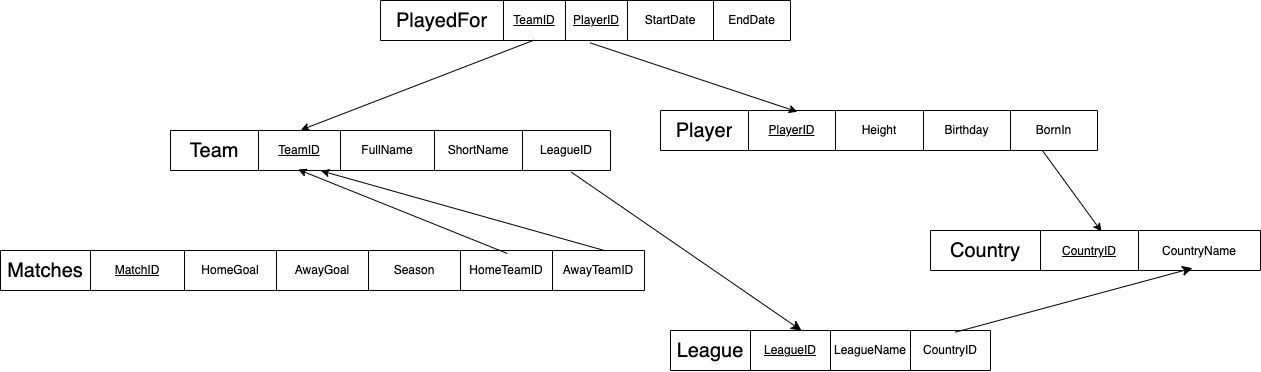 PlayedFor TeamID PlayerID StartDate EndDate
Player PlayerID Height Birthday BornIn
Team TeamID FullName ShortName LeagueID
Country CountryID CountryName
Matches MatchID HomeGoal AwayGoal Season HomeTeamID AwayTeamID
League LeagueID LeagueName CountryID